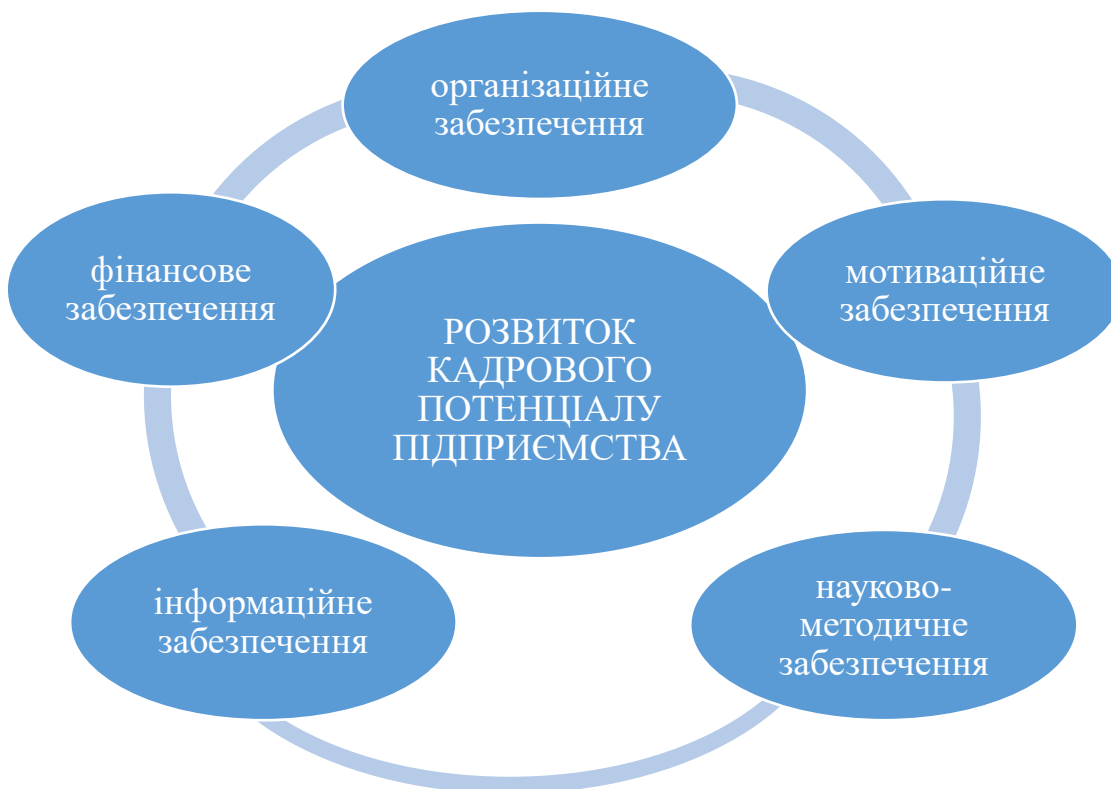 організаційне
забезпечення
фінансове
забезпечення
мотиваційне
забезпечення
РОЗВИТОК
КАДРОВОГО
ПОТЕНЦІАЛУ
ПІДПРИЄМСТВА
інформаційне
забезпечення
науково-
методичне
забезпечення